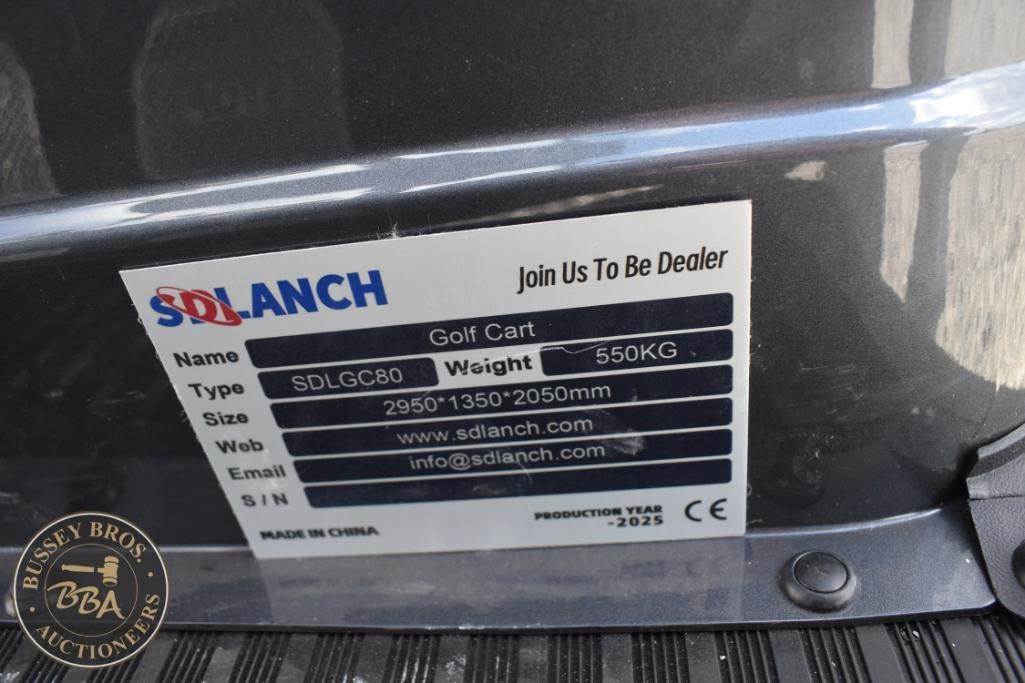 SDLANCH
Join Us To Be Dealer
Name Golf Cart
Type SDLGC80 Weight 550KG
Size 2950*1350*2050mm
Web www.sdlanch.com
Email info@sdlanch.com
S / N
MADE IN CHINA
PRODUCTION YEAR
-2025
CE
BUSSEY BROS.
BBA
AUCTIONEERS